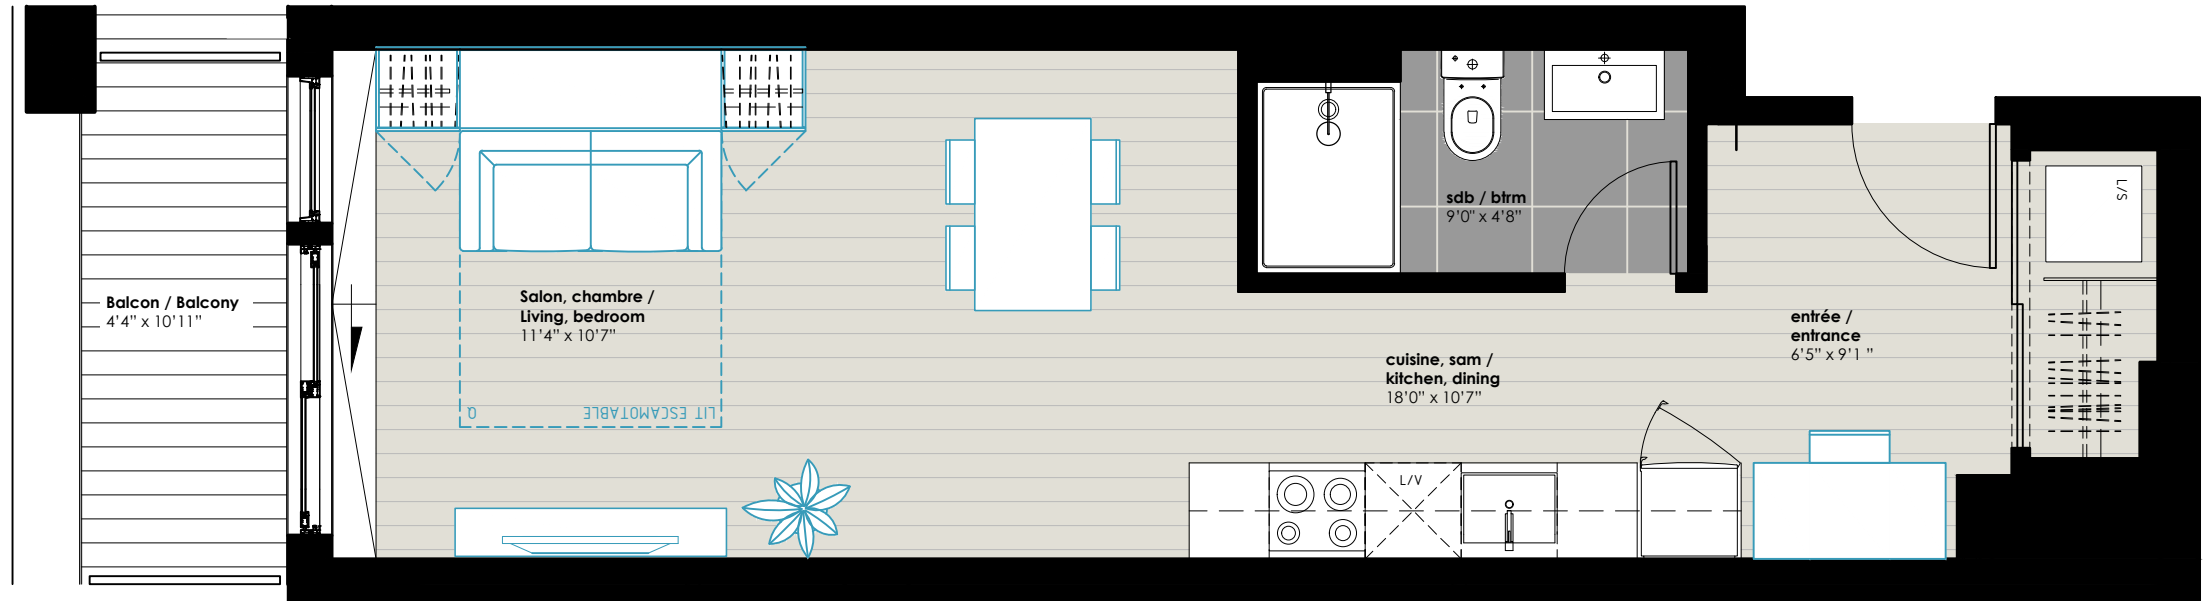 Balcon / Balcony
4'4" x 10'11"
Salon, chambre /
Living, bedroom
11'4" x 10'7"
LIT ESCAMOTABLE
Q
sdb / btrm
9'0" x 4'8"
cuisine, sam /
kitchen, dining
18'0" x 10'7"
L/V
entrée /
entrance
6'5" x 9'1 "
L/S